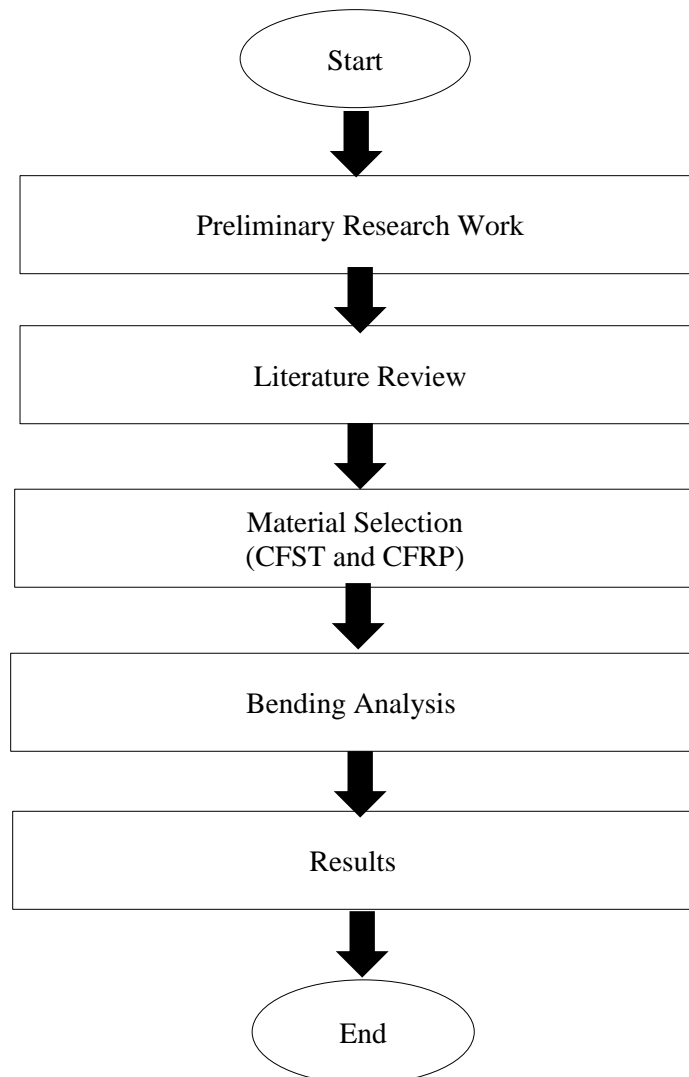 Start
Preliminary Research Work
Literature Review
Material Selection
(CFST and CFRP)
Bending Analysis
Results
End